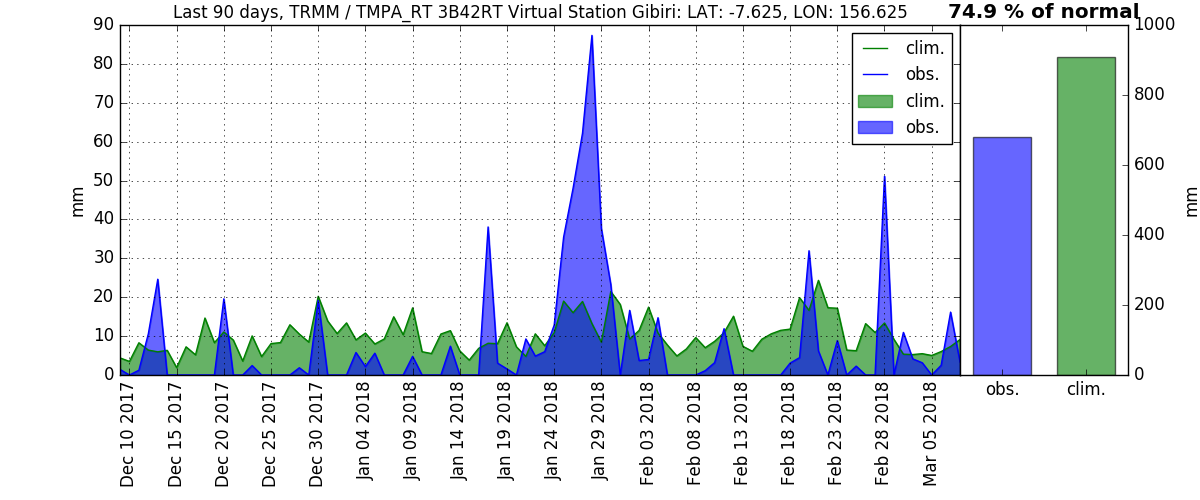 Last 90 days, TRMM / TMPA_RT 3B42RT Virtual Station Gibiri: LAT: -7.625, LON: 156.625
74.9 % of normal
90
80
70
60
50
40
30
20
10
0
mm
clim.
obs.
clim.
obs.
1000
800
600
400
200
0
mm
obs.
clim.
Dec 10 2017
Dec 15 2017
Dec 20 2017
Dec 25 2017
Dec 30 2017
Jan 04 2018
Jan 09 2018
Jan 14 2018
Jan 19 2018
Jan 24 2018
Jan 29 2018
Feb 03 2018
Feb 08 2018
Feb 13 2018
Feb 18 2018
Feb 23 2018
Feb 28 2018
Mar 05 2018